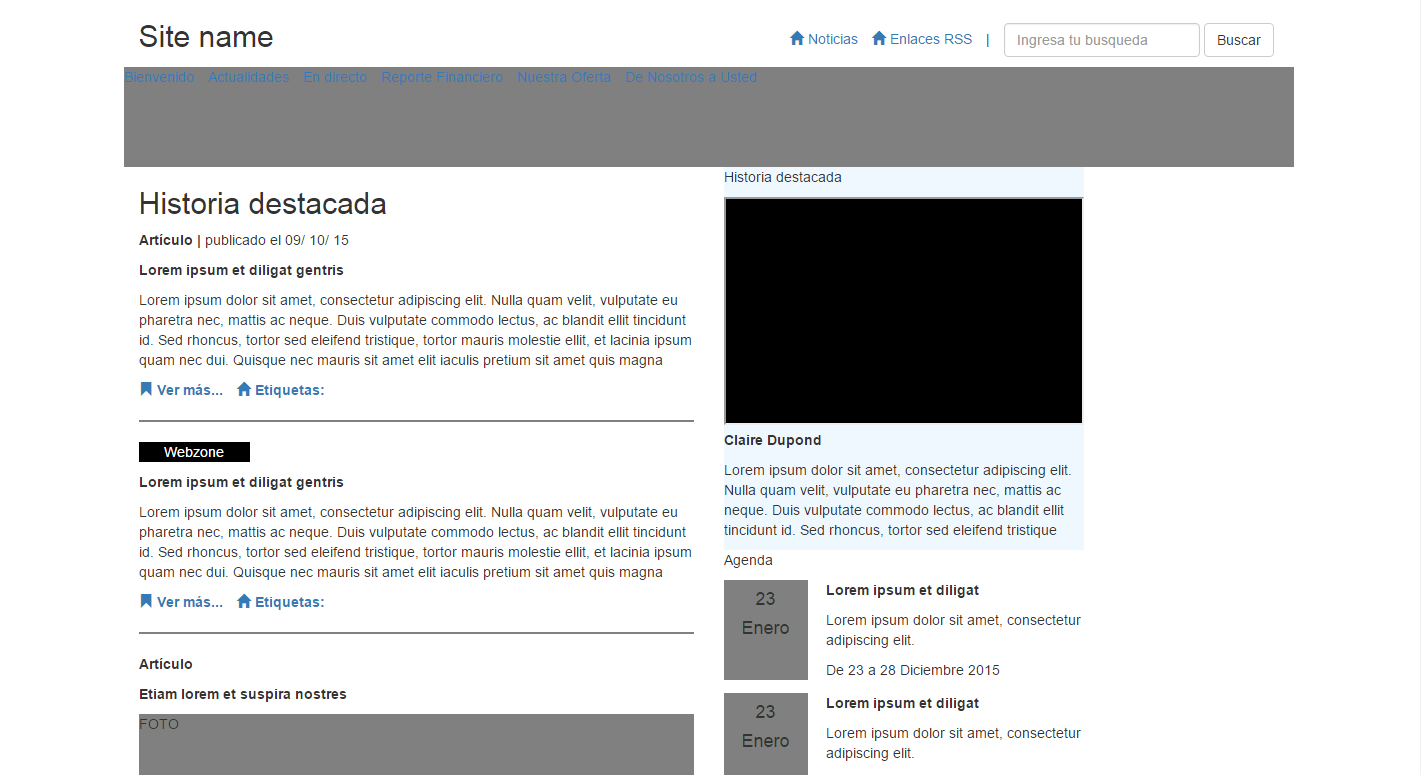 Site name
Noticias Enlaces RSS | Ingresa tu busqueda Buscar
Bienvenido Actualidades En directo Reporte Financiero Nuestra Oferta De Nosotros a Usted
Historia destacada
Artículo | publicado el 09/ 10/ 15
Lorem ipsum et diligat gentris
Lorem ipsum dolor sit amet, consectetur adipiscing elit. Nulla quam velit, vulputate eu
pharetra nec, mattis ac neque. Duis vulputate commodo lectus, ac blandit ellit tincidunt
id. Sed rhoncus, tortor sed eleifend tristique, tortor mauris molestie ellit, et lacinia ipsum
quam nec dui. Quisque nec mauris sit amet elit iaculis pretium sit amet quis magna
Ver más... Etiquetas:
Webzone
Lorem ipsum et diligat gentris
Lorem ipsum dolor sit amet, consectetur adipiscing elit. Nulla quam velit, vulputate eu
pharetra nec, mattis ac neque. Duis vulputate commodo lectus, ac blandit ellit tincidunt
id. Sed rhoncus, tortor sed eleifend tristique, tortor mauris molestie ellit, et lacinia ipsum
quam nec dui. Quisque nec mauris sit amet elit iaculis pretium sit amet quis magna
Ver más... Etiquetas:
Artículo
Etiam lorem et suspira nostres
FOTO
Historia destacada
Claire Dupond
Lorem ipsum dolor sit amet, consectetur adipiscing elit.
Nulla quam velit, vulputate eu pharetra nec, mattis ac
neque. Duis vulputate commodo lectus, ac blandit ellit
tincidunt id. Sed rhoncus, tortor sed eleifend tristique
Agenda
23
Enero
Lorem ipsum et diligat
Lorem ipsum dolor sit amet, consectetur
adipiscing elit.
De 23 a 28 Diciembre 2015
23
Enero
Lorem ipsum et diligat
Lorem ipsum dolor sit amet, consectetur
adipiscing elit.